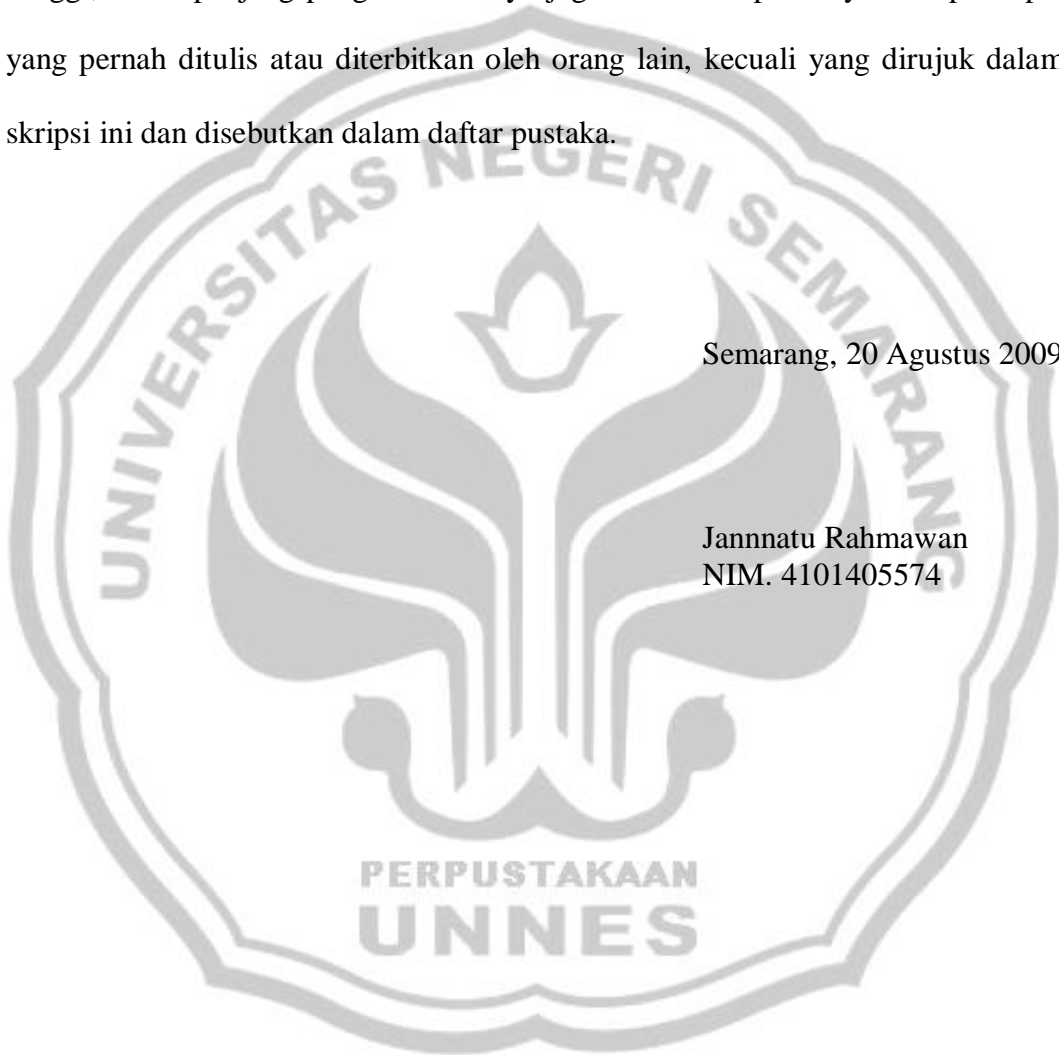 yang pernah ditulis atau diterbitkan oleh orang lain, kecuali yang dirujuk dalam
skripsi ini dan disebutkan dalam daftar pustaka.
UNIVERSITAS NEGERI SEMARANG
Semarang, 20 Agustus 2009
Jannnatu Rahmawan
NIM. 4101405574
PERPUSTAKAAN
UNNES